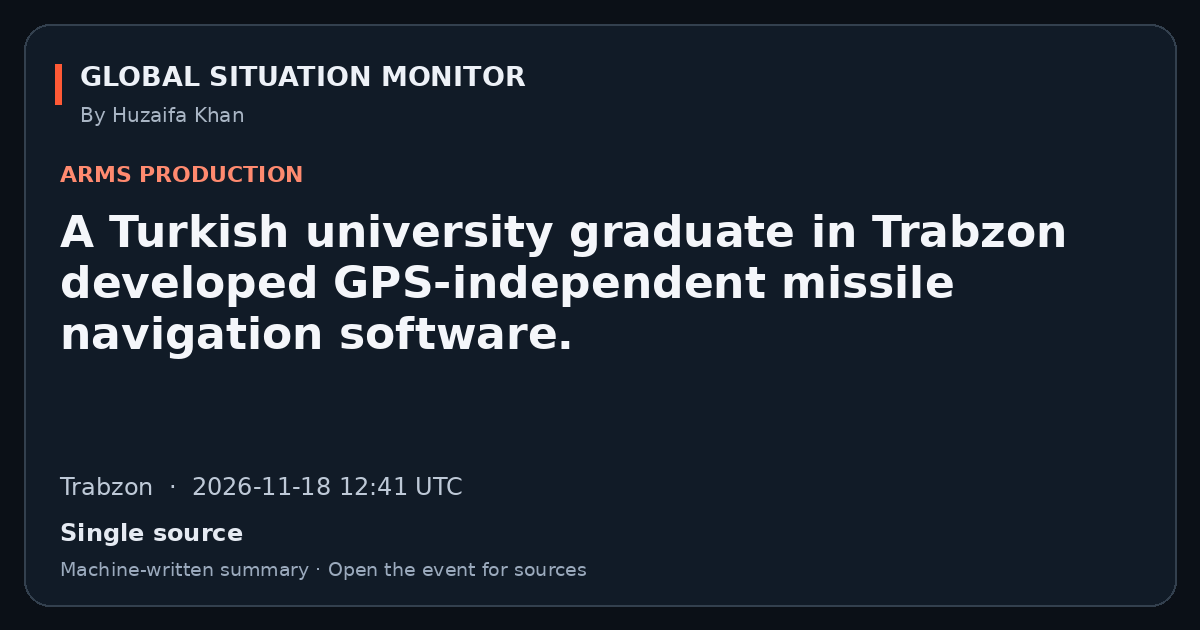 GLOBAL SITUATION MONITOR
By Huzaifa Khan
ARMS PRODUCTION
A Turkish university graduate in Trabzon
developed GPS-independent missile
navigation software.
Trabzon · 2026-11-18 12:41 UTC
Single source
Machine-written summary · Open the event for sources